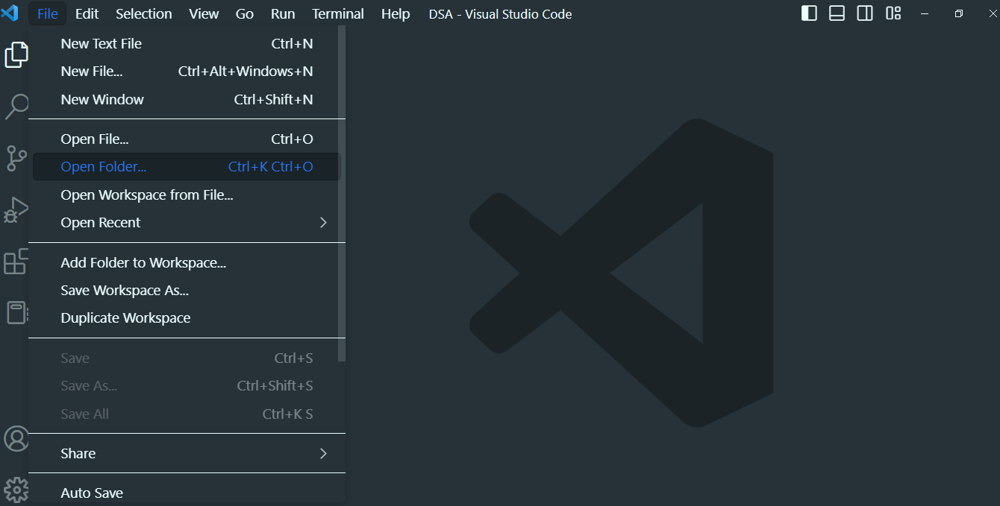 File Edit Selection View Go Run Terminal Help DSA - Visual Studio Code
New Text File Ctrl+N
New File... Ctrl+Alt+Windows+N
New Window Ctrl+Shift+N
Open File... Ctrl+O
Open Folder... Ctrl+K Ctrl+O
Open Workspace from File...
Open Recent
Add Folder to Workspace...
Save Workspace As...
Duplicate Workspace
Save Ctrl+S
Save As... Ctrl+Shift+S
Save All Ctrl+K S
Share
Auto Save